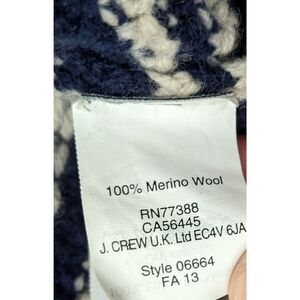 100% Merino Wool
RN77388
CA56445
J. CREW U.K. Ltd EC4V 6JA
Style 06664
FA 13